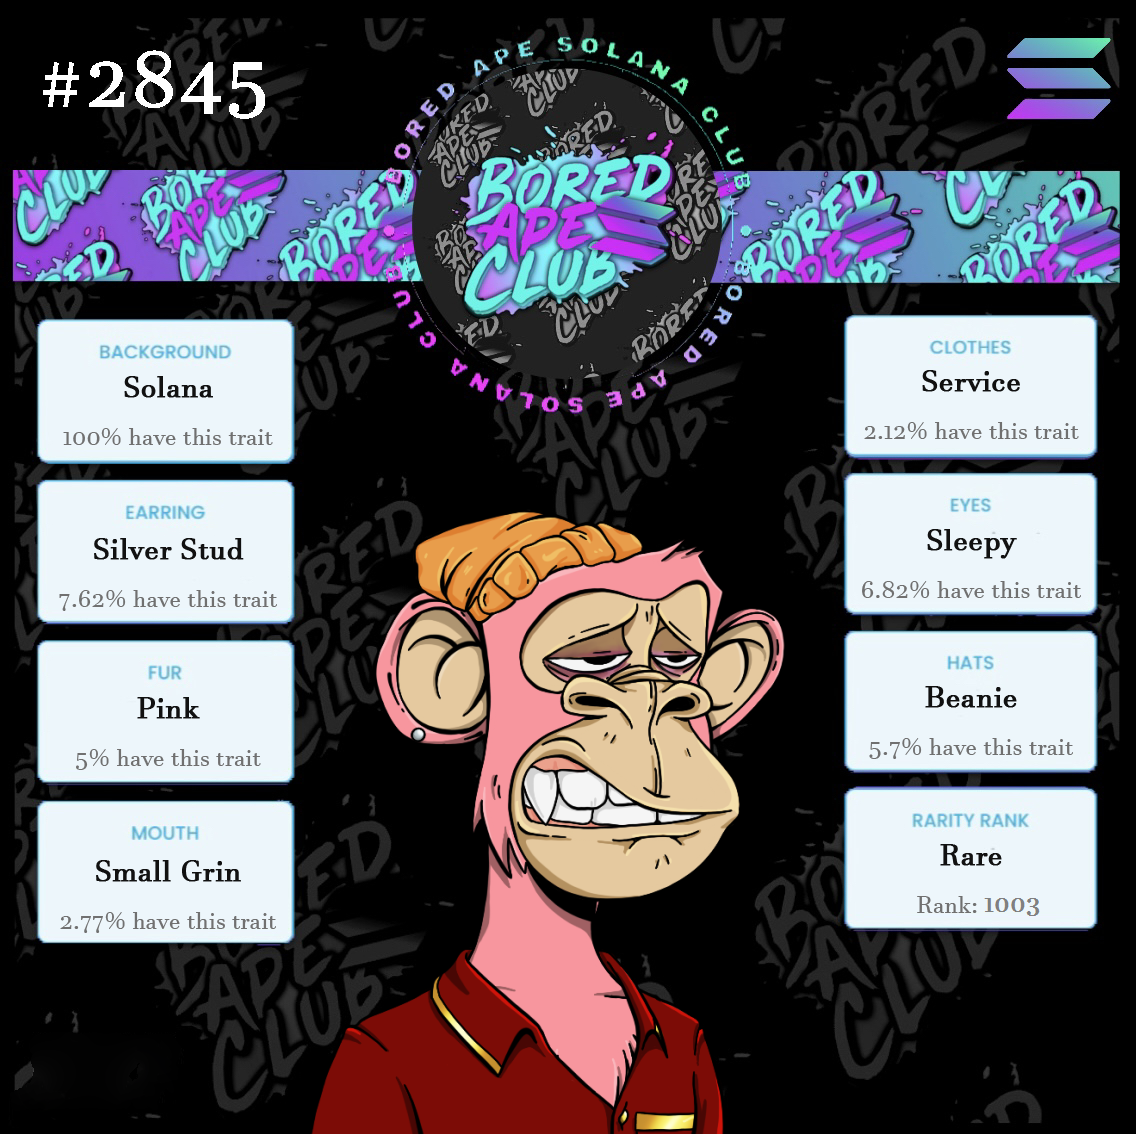 #2845
BORED APE SOLANA CLUB
BORED APE SOLANA CLUB
BORED
APE
CLUB
BACKGROUND
Solana
100% have this trait
EARRING
Silver Stud
7.62% have this trait
FUR
Pink
5% have this trait
MOUTH
Small Grin
2.77% have this trait
CLOTHES
Service
2.12% have this trait
EYES
Sleepy
6.82% have this trait
HATS
Beanie
5.7% have this trait
RARITY RANK
Rare
Rank: 1003